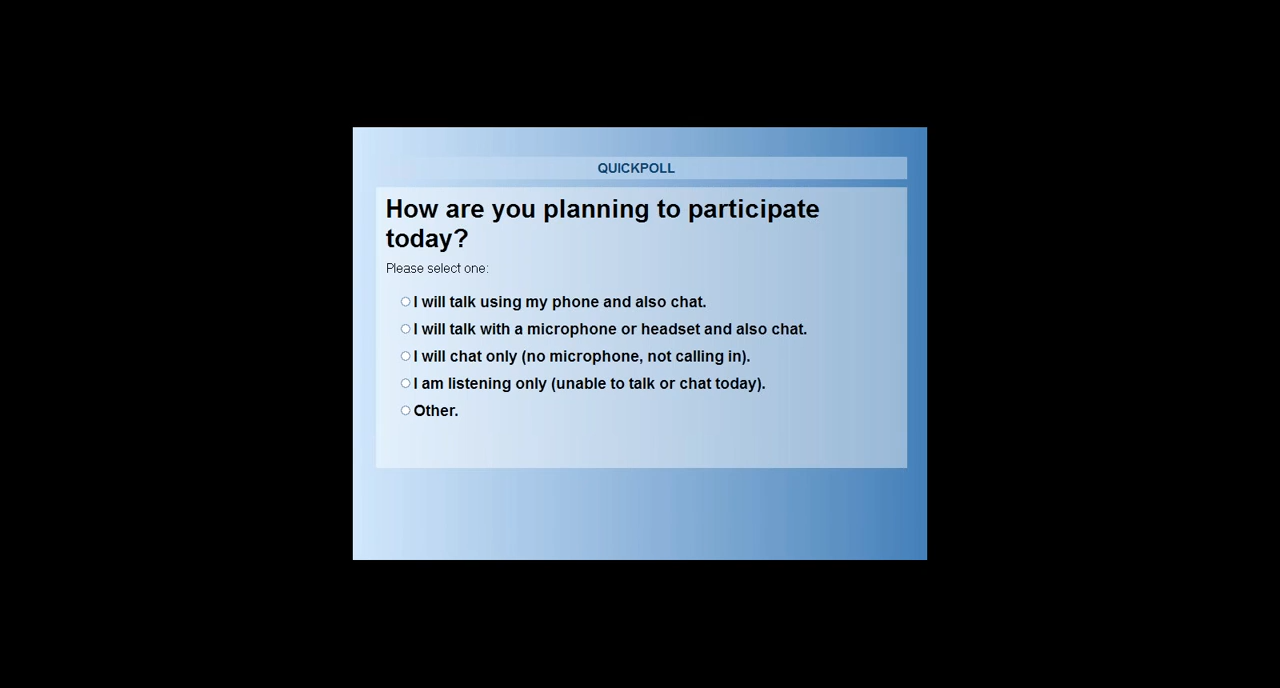 QUICKPOLL
How are you planning to participate
today?
Please select one:
I will talk using my phone and also chat.
I will talk with a microphone or headset and also chat.
I will chat only (no microphone, not calling in).
I am listening only (unable to talk or chat today).
Other.